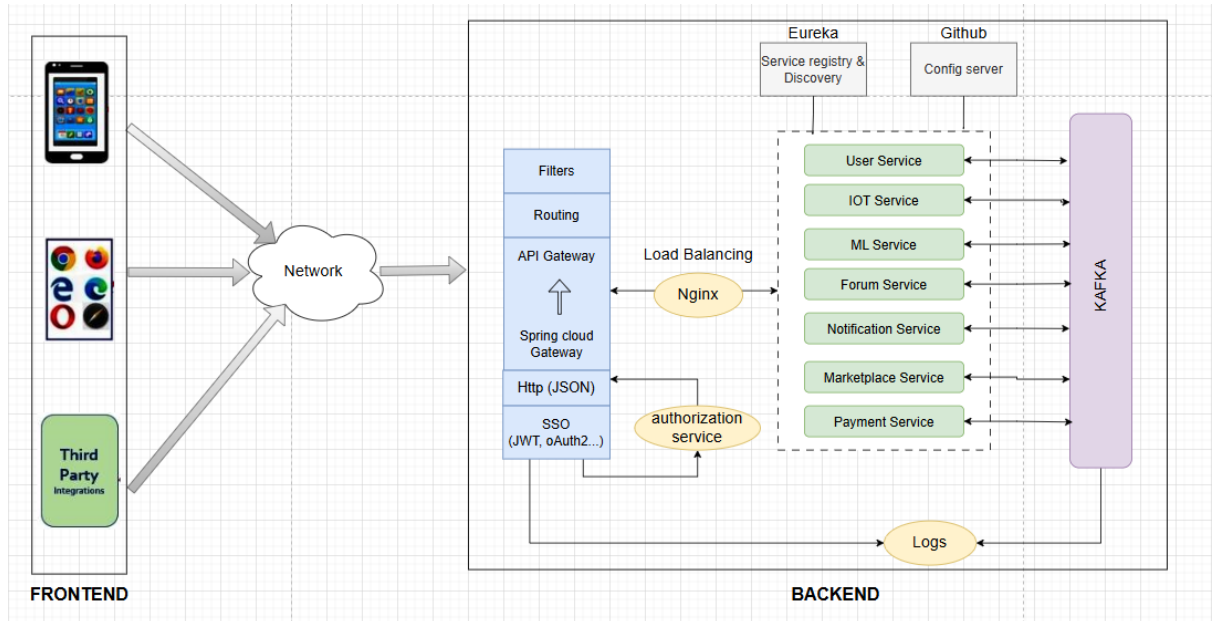 Third
Party
Integrations
FRONTEND
Network
Filters
Routing
API Gateway
Spring cloud
Gateway
Http (JSON)
SSO
(JWT, oAuth2...)
authorization
service
Load Balancing
Nginx
Eureka
Service registry &
Discovery
Github
Config server
User Service
IOT Service
ML Service
Forum Service
Notification Service
Marketplace Service
Payment Service
KAFKA
Logs
BACKEND